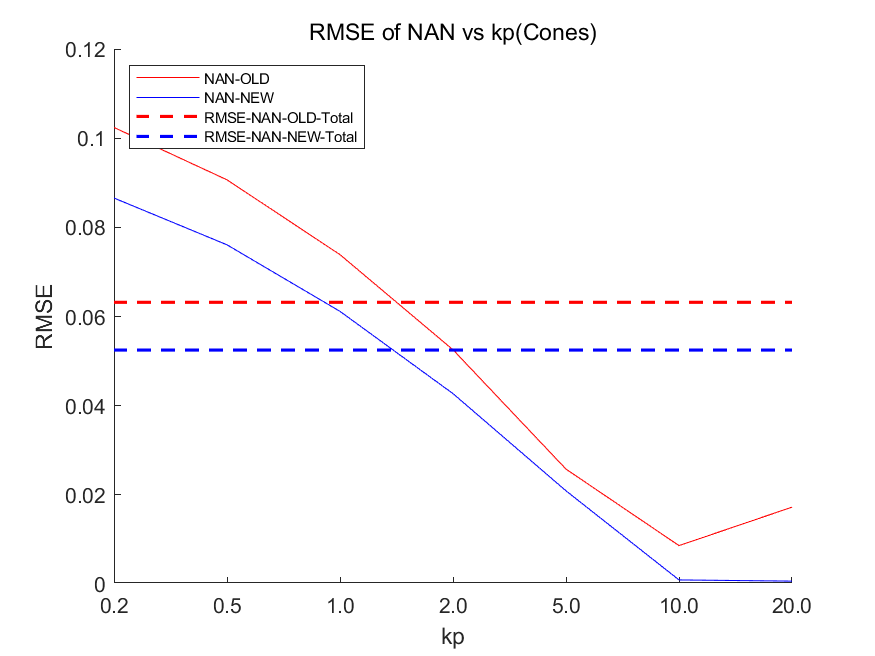 RMSE of NAN vs kp(Cones)
0.12
NAN-OLD
NAN-NEW
RMSE-NAN-OLD-Total
RMSE-NAN-NEW-Total
0.1
0.08
0.06
0.04
0.02
0
RMSE
0.2 0.5 1.0 2.0 5.0 10.0 20.0
kp